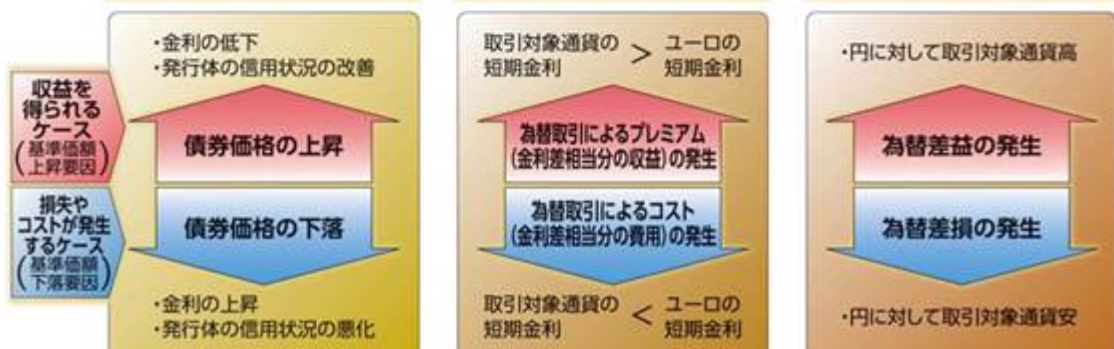 収益を
得られる
ケース
(基準価額
上昇要因)
・金利の低下
・発行体の信用状況の改善
債券価格の上昇
取引対象通貨の
短期金利
>
ユーロの
短期金利
為替取引によるプレミアム
(金利差相当分の収益)の発生
・円に対して取引対象通貨高
為替差益の発生
損失や
コストが発生
するケース
(基準価額
下落要因)
債券価格の下落
・金利の上昇
・発行体の信用状況の悪化
為替取引によるコスト
(金利差相当分の費用)の発生
取引対象通貨の
短期金利
<
ユーロの
短期金利
為替差損の発生
・円に対して取引対象通貨安